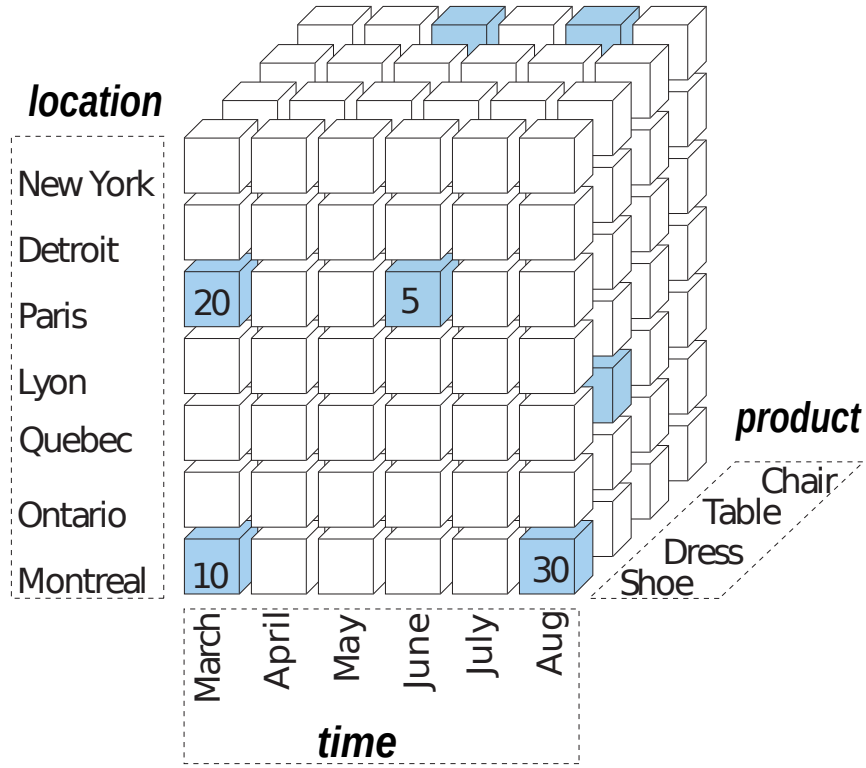 location
product
time
New York
Detroit
Paris
Lyon
Quebec
Ontario
Montreal
20
5
10
30
Chair
Table
Dress
Shoe
March
April
May
June
July
Aug